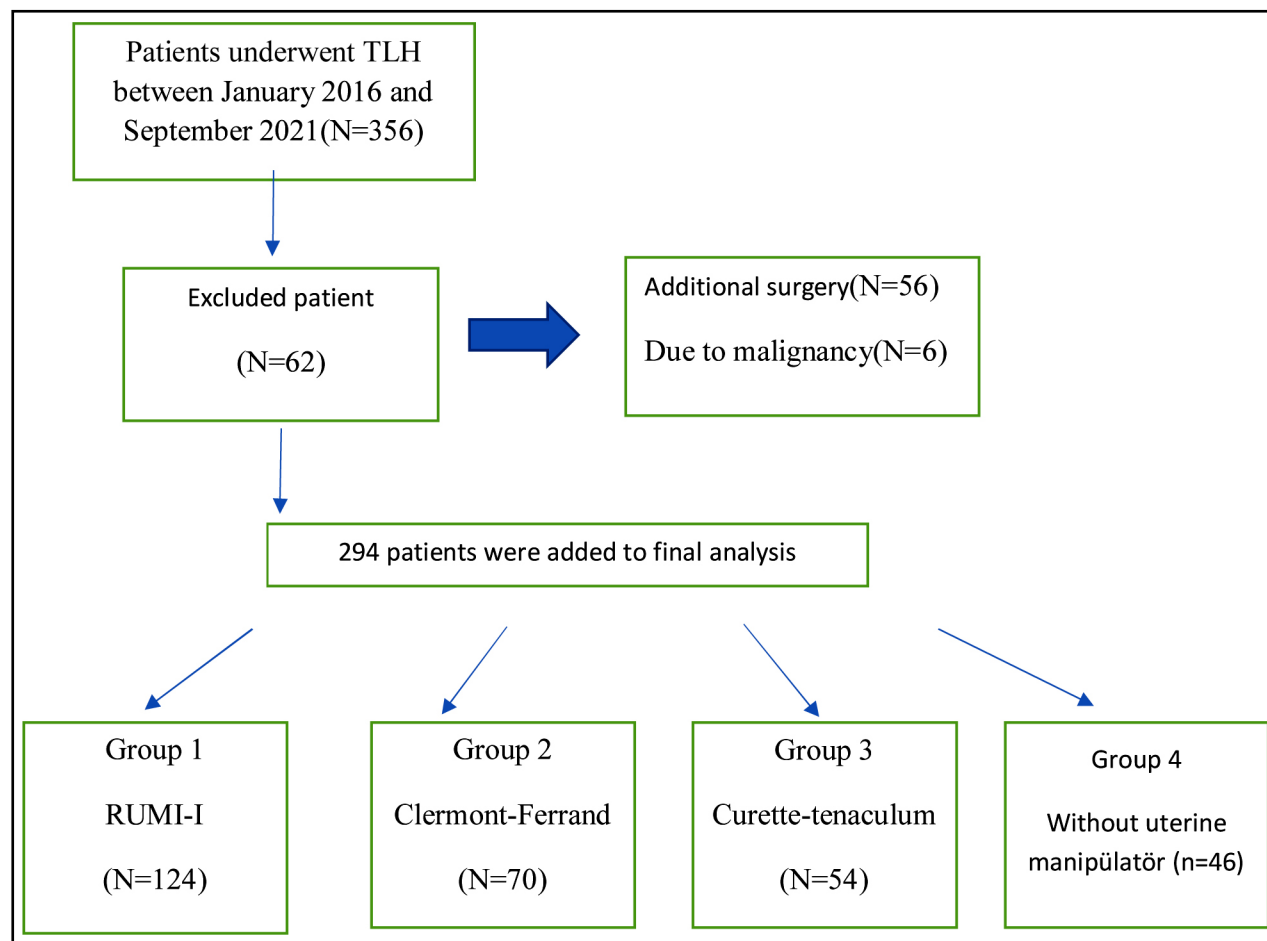 Patients underwent TLH
between January 2016 and
September 2021(N=356)
Excluded patient
(N=62)
Additional surgery(N=56)
Due to malignancy(N=6)
294 patients were added to final analysis
Group 1
RUMI-I
(N=124)
Group 2
Clermont-Ferrand
(N=70)
Group 3
Curette-tenaculum
(N=54)
Group 4
Without uterine
manipülatör (n=46)